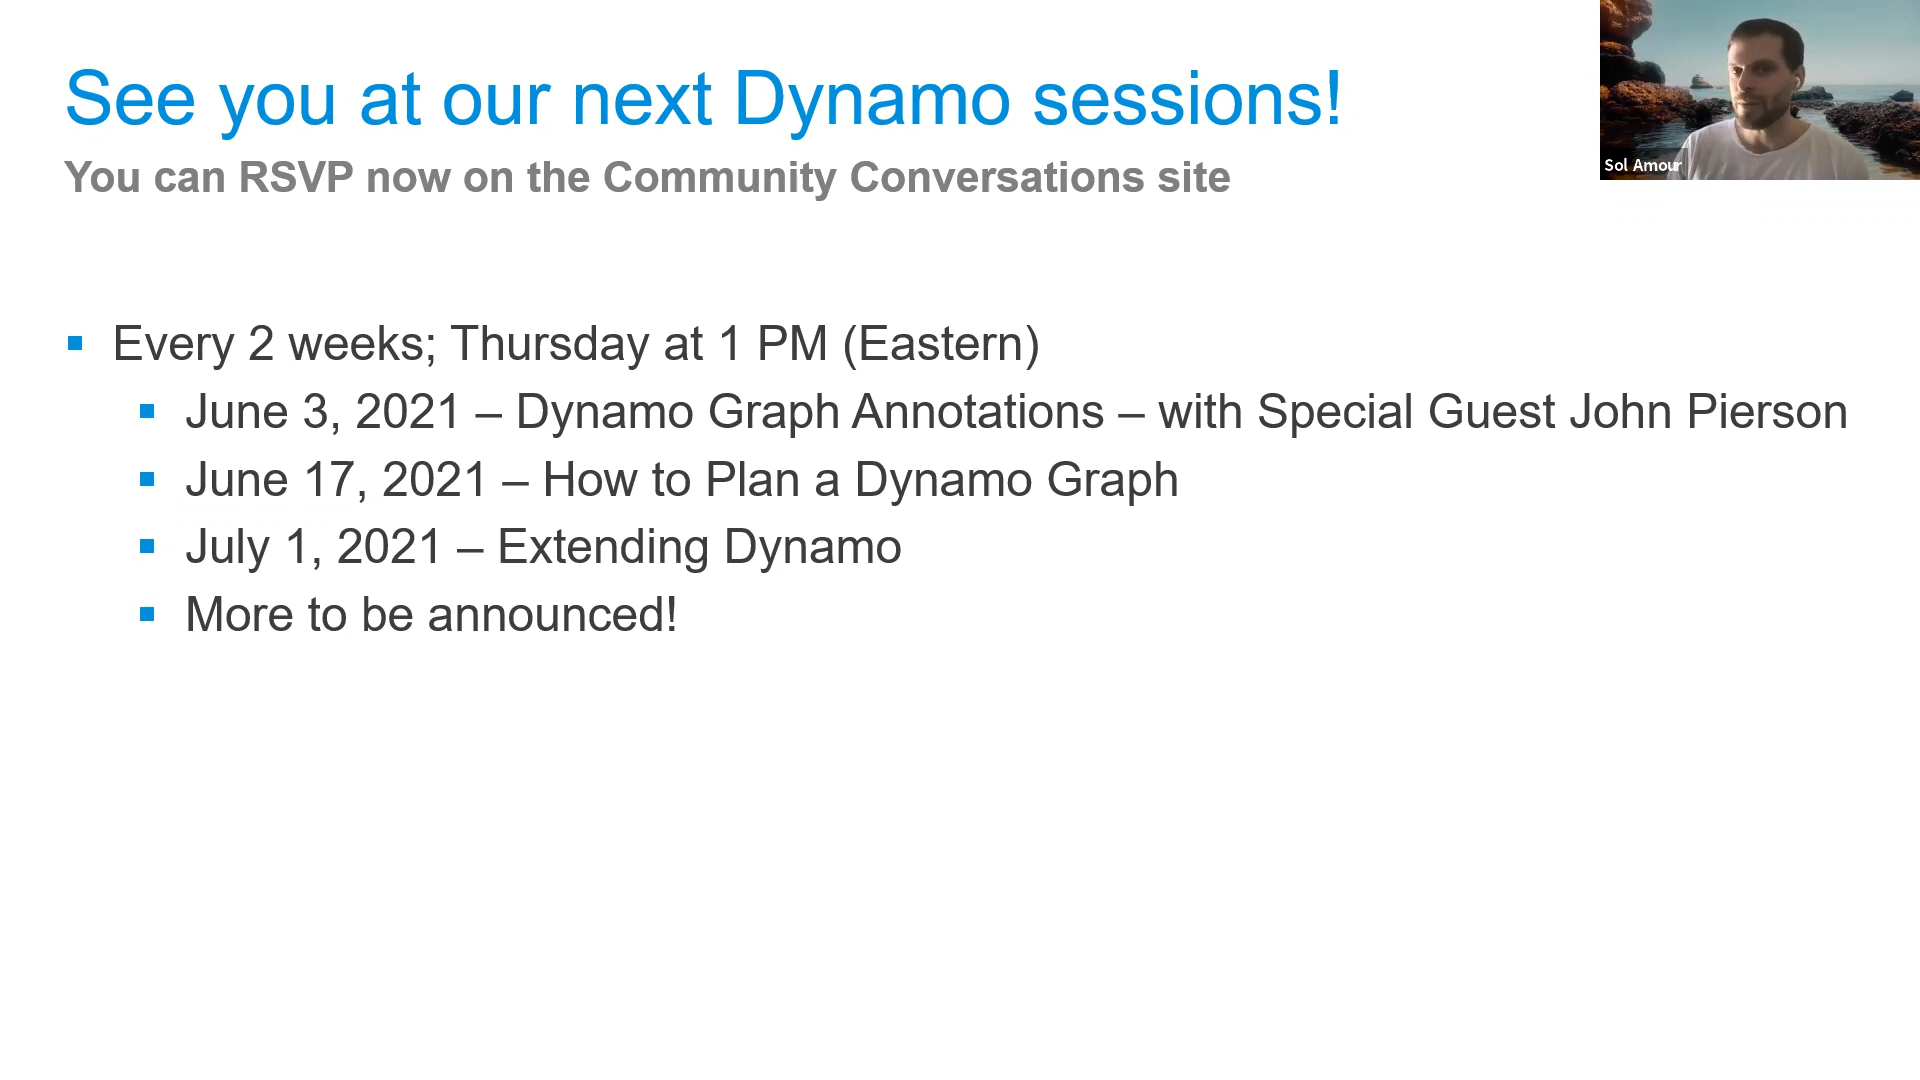 See you at our next Dynamo sessions!
You can RSVP now on the Community Conversations site
Sol Amour
Every 2 weeks; Thursday at 1 PM (Eastern)
June 3, 2021 – Dynamo Graph Annotations – with Special Guest John Pierson
June 17, 2021 – How to Plan a Dynamo Graph
July 1, 2021 – Extending Dynamo
More to be announced!